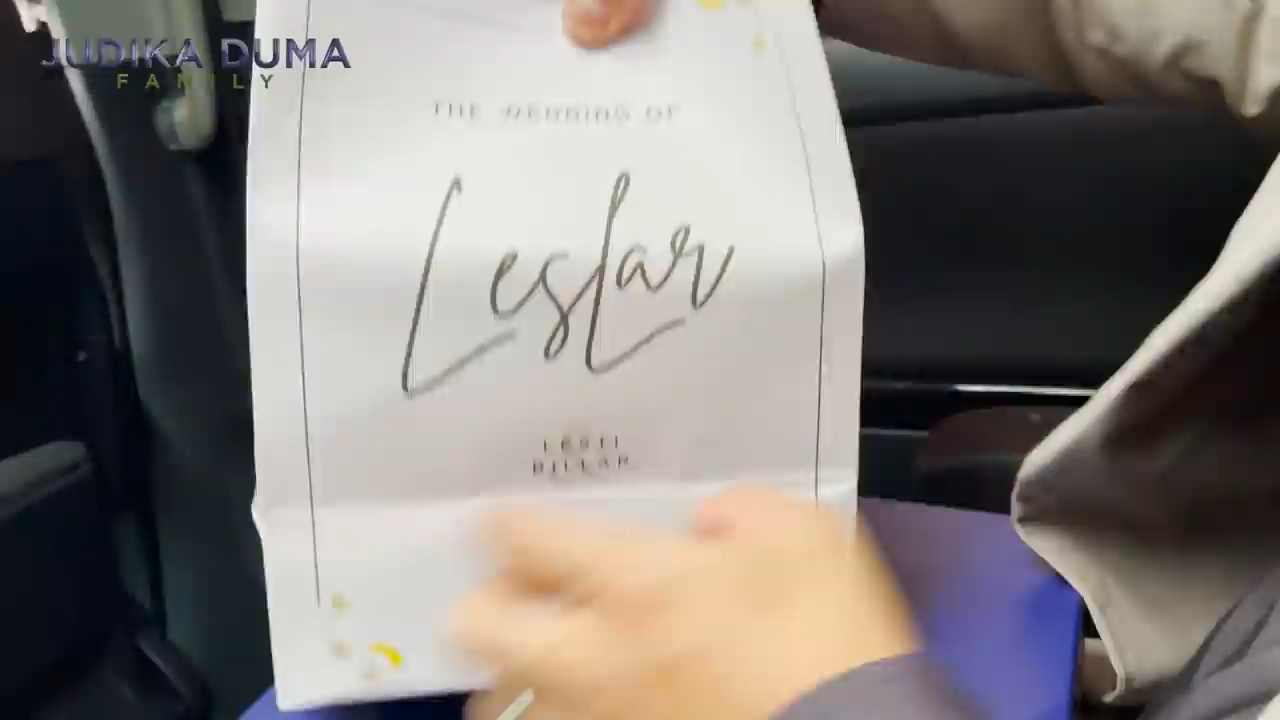 JUDIKA DUMA
FAMILY
THE WEDDING OF
Leslar
LESTI
BILLAR